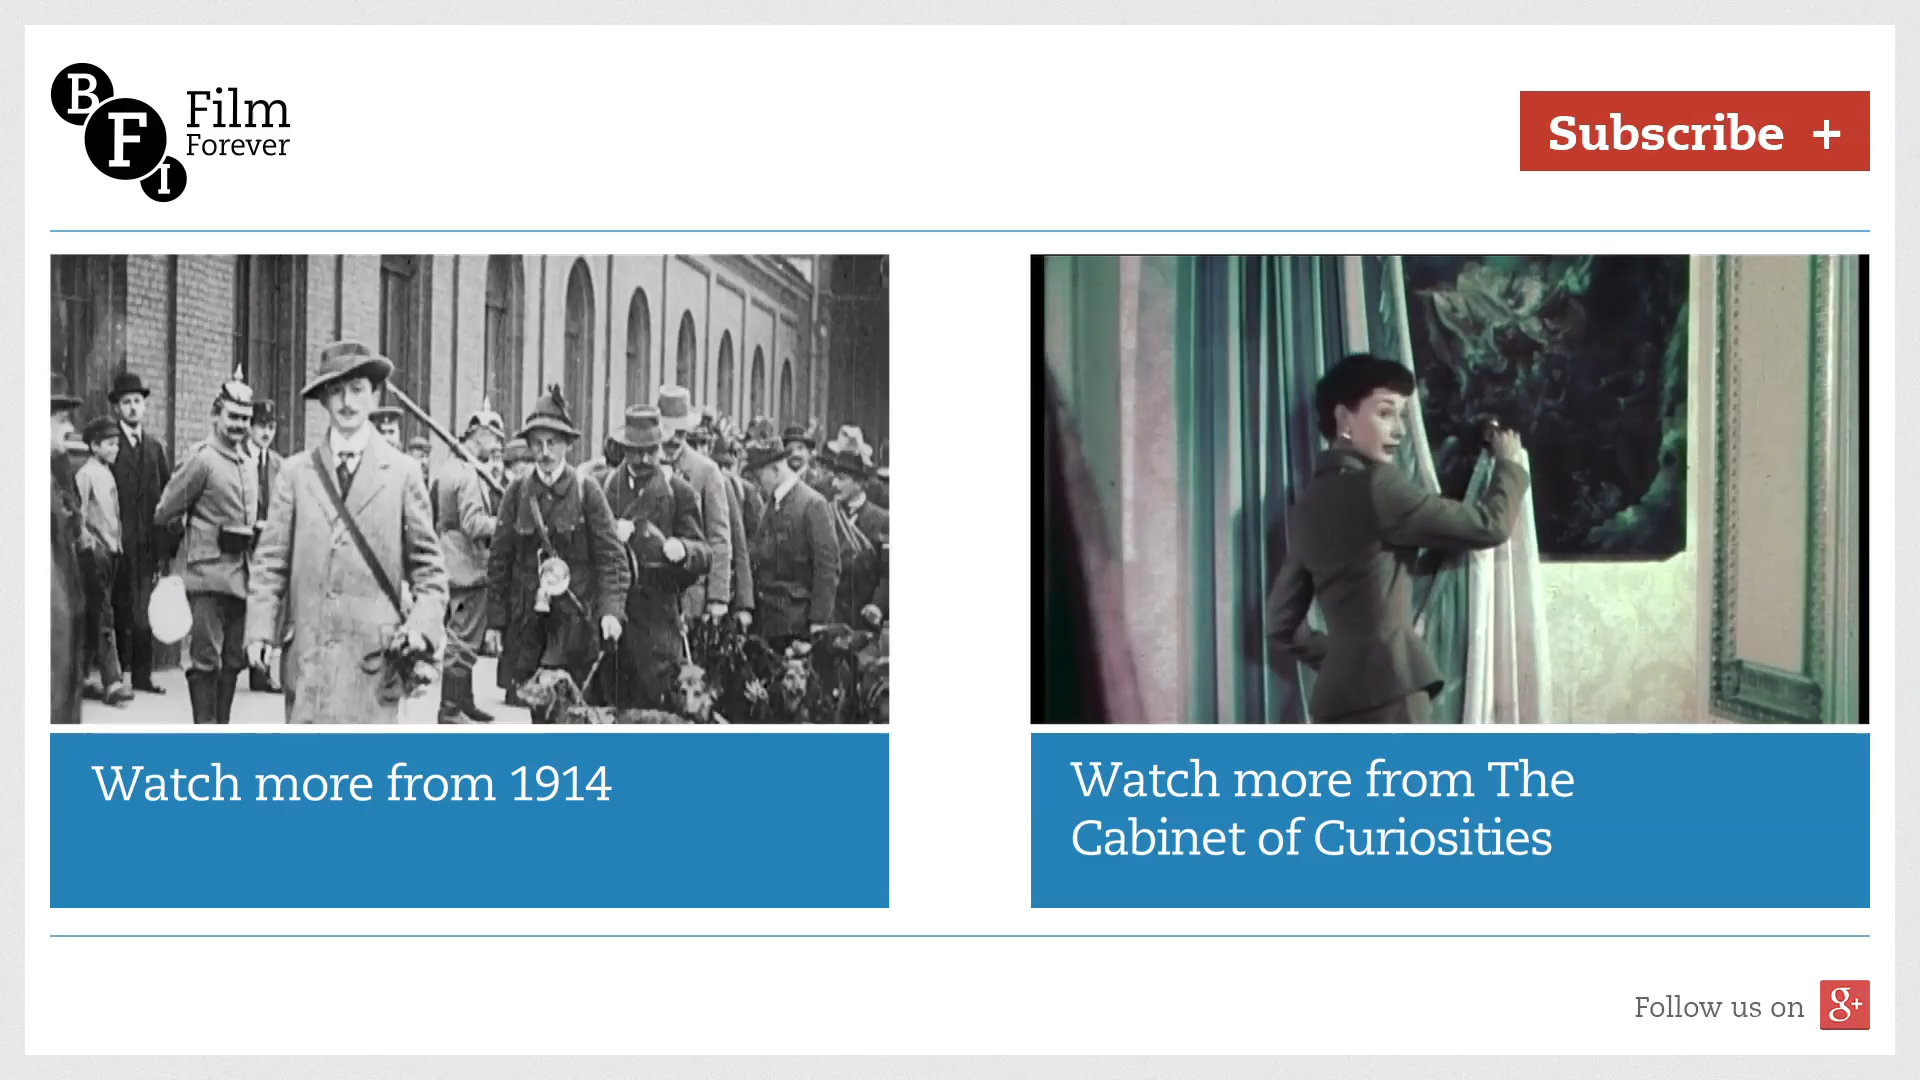 B
F
I
Film
Forever
Subscribe +
Watch more from 1914
Watch more from The
Cabinet of Curiosities
Follow us on g+